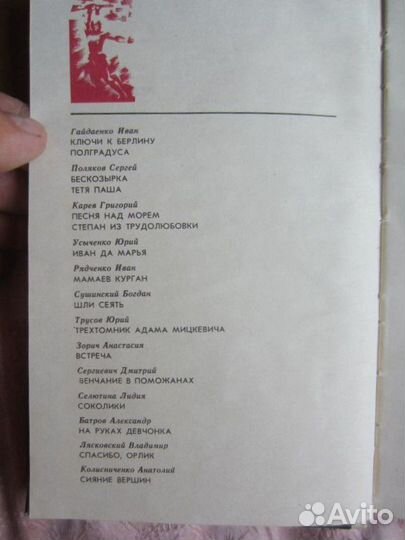 Гайдаенко Иван
КЛЮЧИ К БЕРЛИНУ
ПОЛГРАДУСА
Поляков Сергей
БЕСКОЗЫРКА
ТЕТЯ ПАША
Карев Григорий
ПЕСНЯ НАД МОРЕМ
СТЕПАН ИЗ ТРУДОЛЮБОВКИ
Усыченко Юрий
ИВАН ДА МАРЬЯ
Рядченко Иван
МАМАЕВ КУРГАН
Сушинский Богдан
ШЛИ СЕЯТЬ
Трусов Юрий
ТРЕХТОМНИК АДАМА МИЦКЕВИЧА
Зорич Анастасия
ВСТРЕЧА
Сергиевич Дмитрий
ВЕНЧАНИЕ В ПОМОЖАНАХ
Селютина Лидия
СОКОЛИКИ
Батров Александр
НА РУКАХ ДЕВЧОНКА
Лясковский Владимир
СПАСИБО, ОРЛИК
Колисниченко Анатолий
СИЯНИЕ ВЕРШИН
Avito